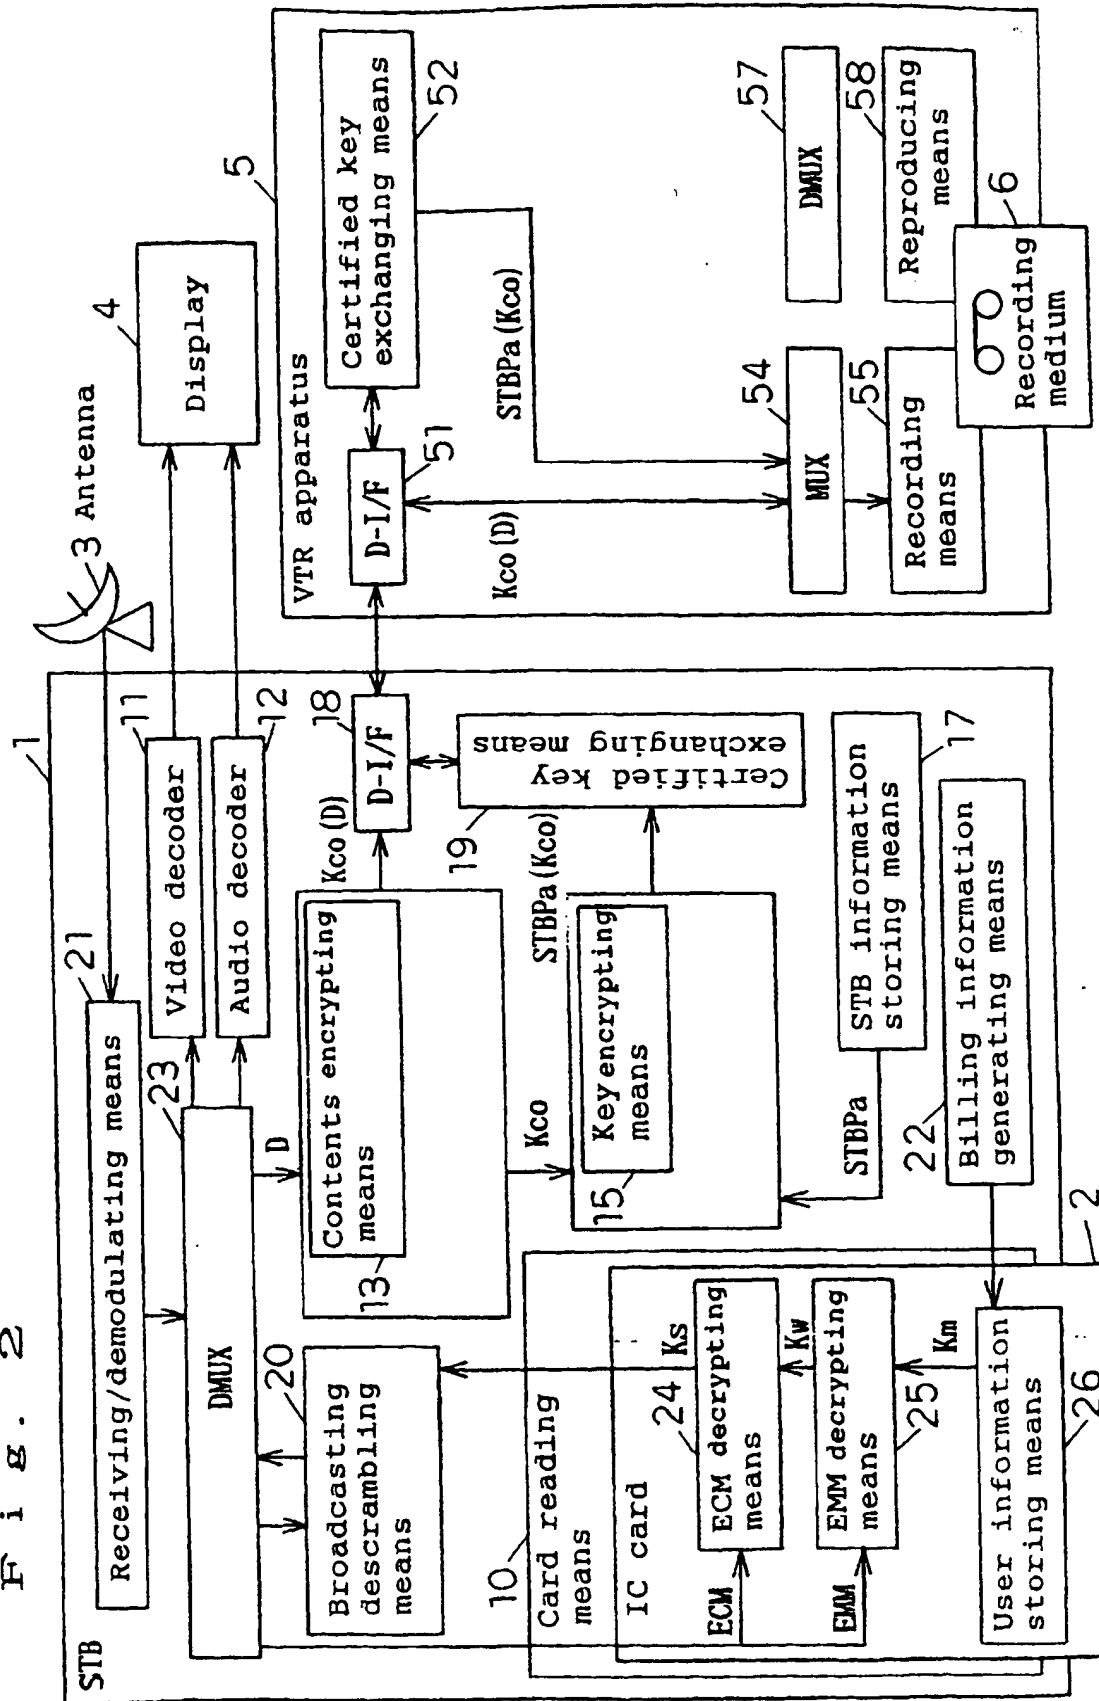 Fig. 2
STB
1
Receiving/demodulating means
21
3 Antenna
DMUX
23
Video decoder
11
Audio decoder
12
4
Display
D
Broadcasting
descrambling
means
20
Contents encrypting
means
13
Kco(D)
D-I/F
18
Kco
Key encrypting
means
15
STBPa(Kco)
Certified key
exchanging means
19
STB information
storing means
17
STBPa
Billing information
generating means
22
10
Card reading
means
IC card
2
ECM
ECM decrypting
means
24
Ks
Kw
EMM
EMM decrypting
means
25
Km
User information
storing means
26
VTR apparatus
5
D-I/F
51
Certified key
exchanging means
52
STBPa(Kco)
Kco(D)
MUX
54
DMUX
57
Recording
means
55
Reproducing
means
58
Recording
medium
6